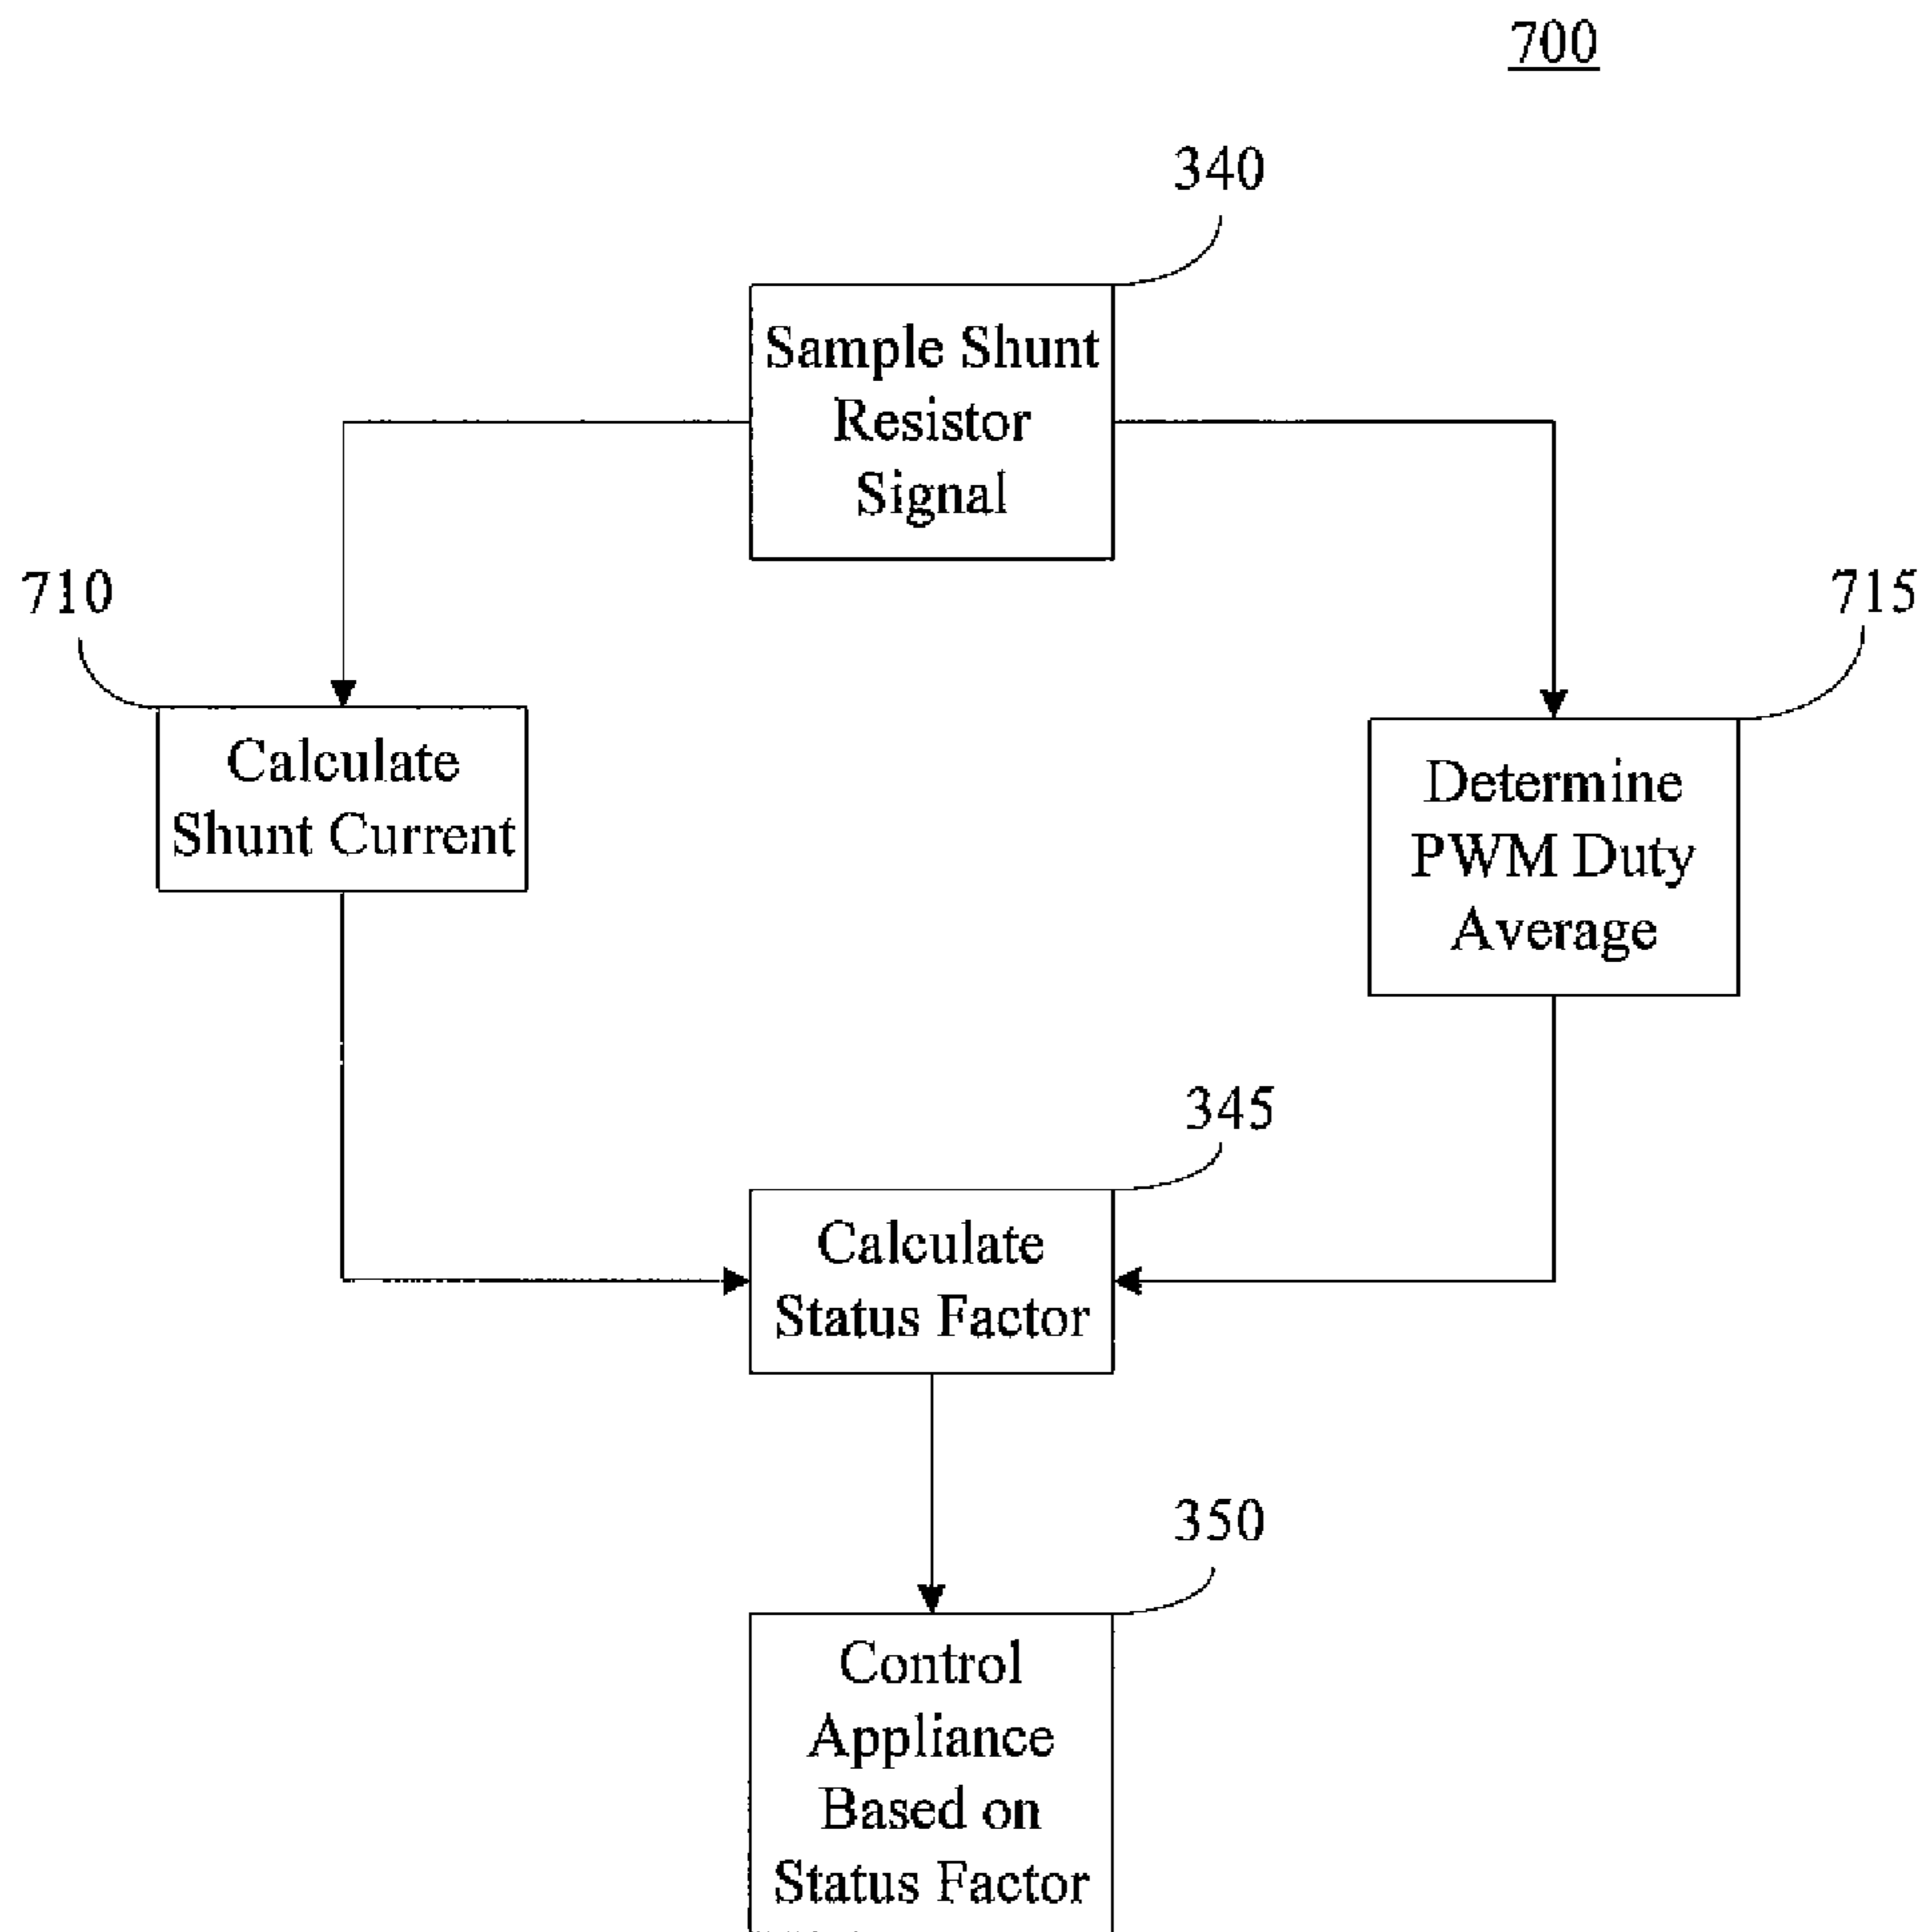 700
340
Sample Shunt
Resistor
Signal
710
715
Calculate
Shunt Current
Determine
PWM Duty
Average
345
Calculate
Status Factor
350
Control
Appliance
Based on
Status Factor